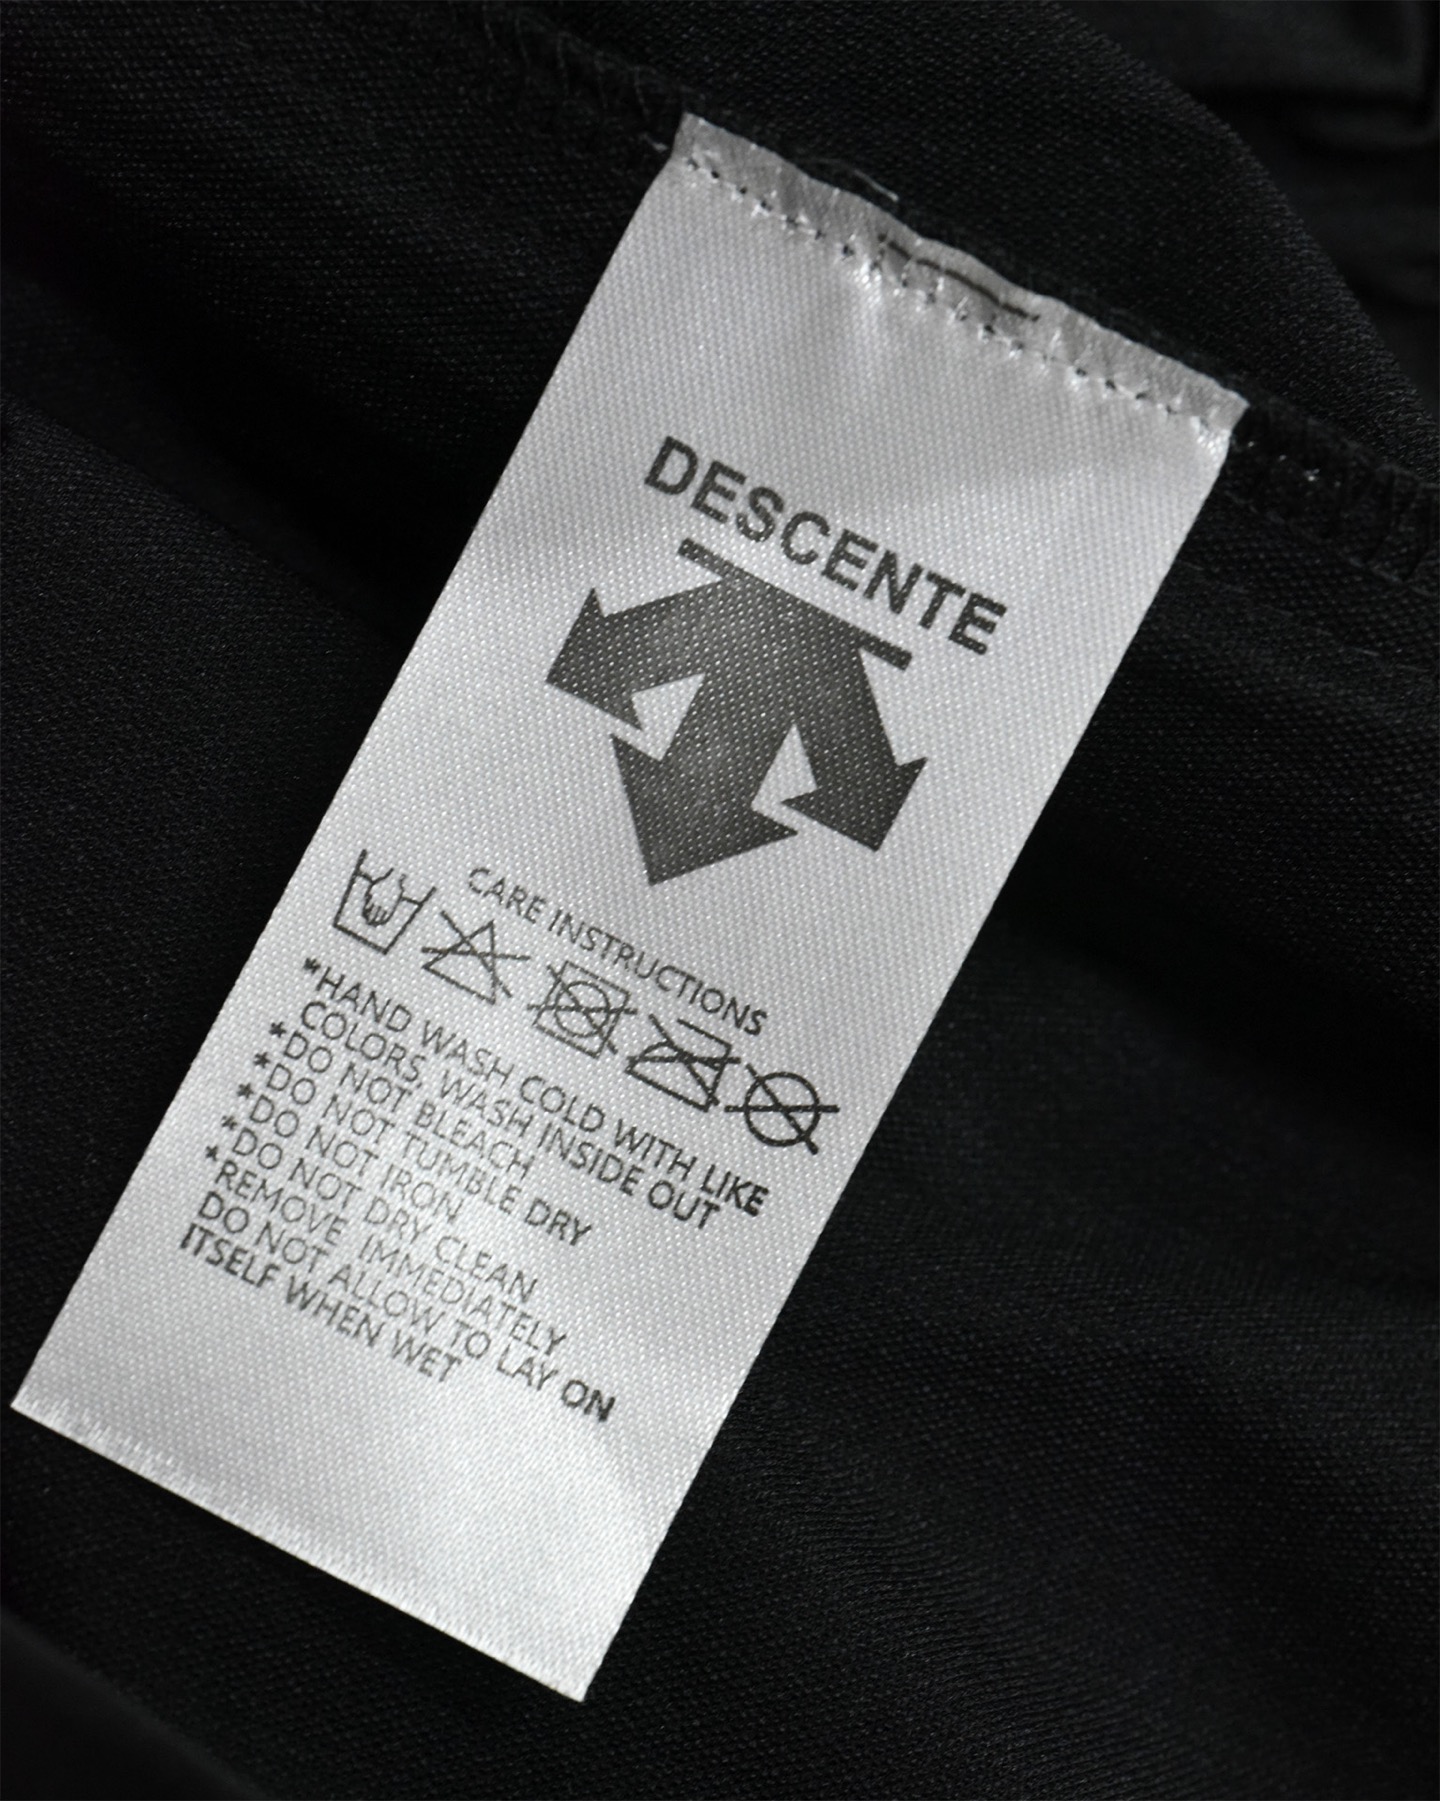 DESCENTE
CARE INSTRUCTIONS
*HAND WASH COLD WITH LIKE
COLORS, WASH INSIDE OUT
*DO NOT BLEACH
*DO NOT TUMBLE DRY
*DO NOT IRON
*DO NOT DRY CLEAN
*REMOVE IMMEDIATELY
DO NOT ALLOW TO LAY ON
ITSELF WHEN WET